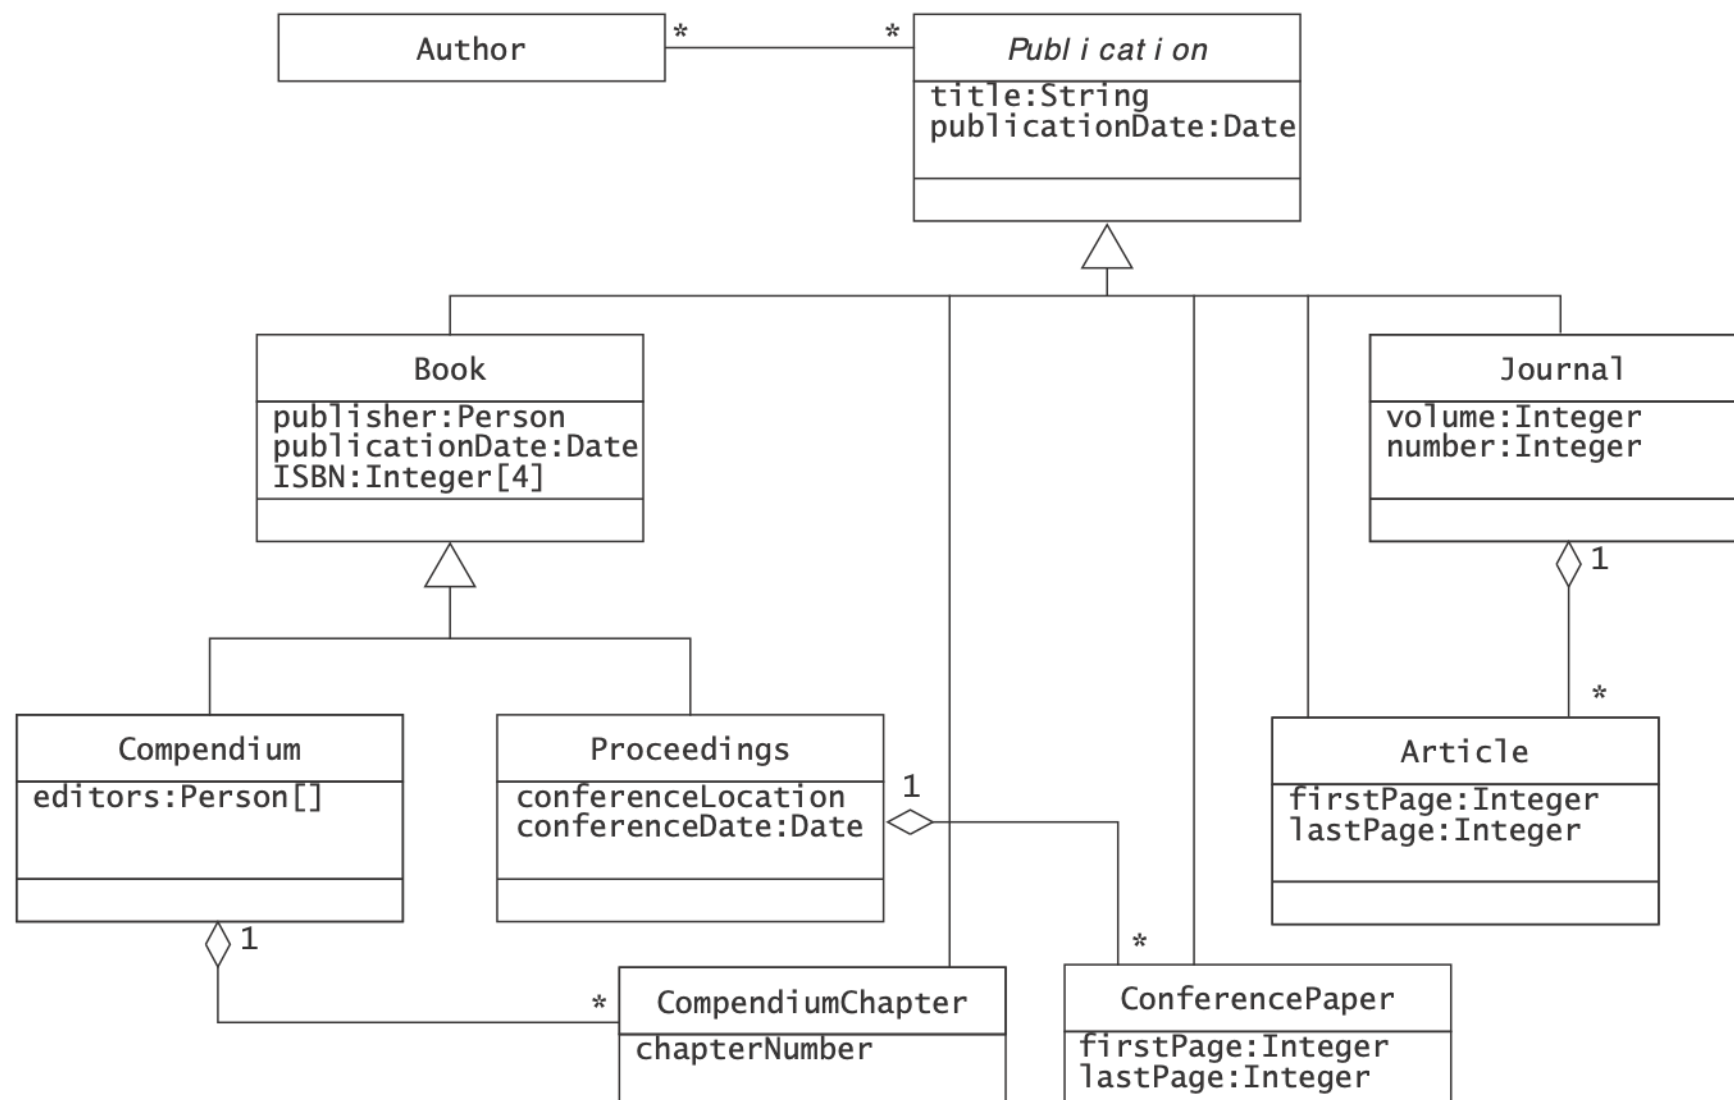 Author
*
*
Publication
title:String
publicationDate:Date
Book
publisher:Person
publicationDate:Date
ISBN:Integer[4]
Journal
volume:Integer
number:Integer
1
*
Compendium
editors:Person[]
Proceedings
conferenceLocation
conferenceDate:Date
1
*
Article
firstPage:Integer
lastPage:Integer
1
*
CompendiumChapter
chapterNumber
ConferencePaper
firstPage:Integer
lastPage:Integer